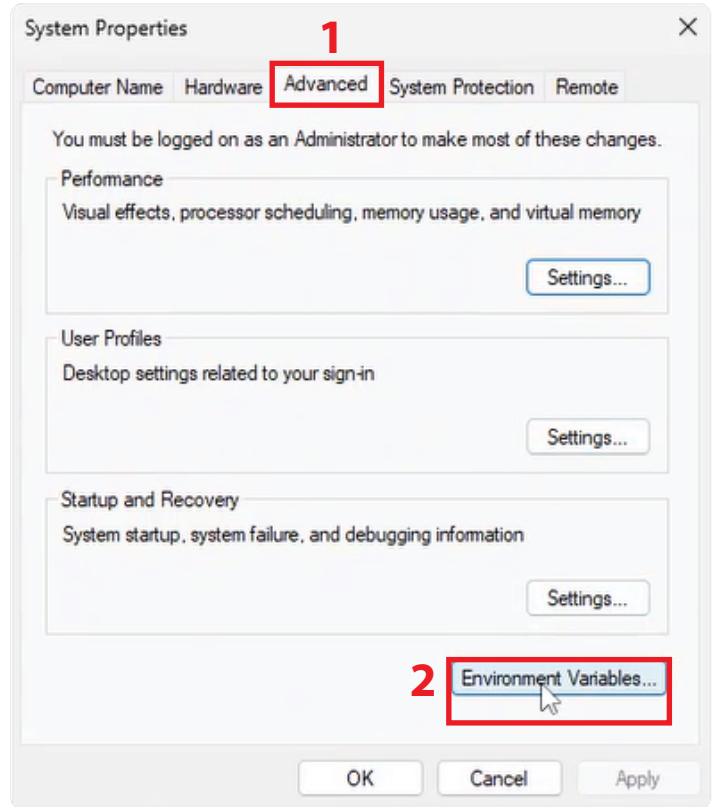 System Properties
1
Computer Name Hardware Advanced System Protection Remote
You must be logged on as an Administrator to make most of these changes.
Performance
Visual effects, processor scheduling, memory usage, and virtual memory
Settings...
User Profiles
Desktop settings related to your sign-in
Settings...
Startup and Recovery
System startup, system failure, and debugging information
Settings...
2 Environment Variables...
OK Cancel Apply